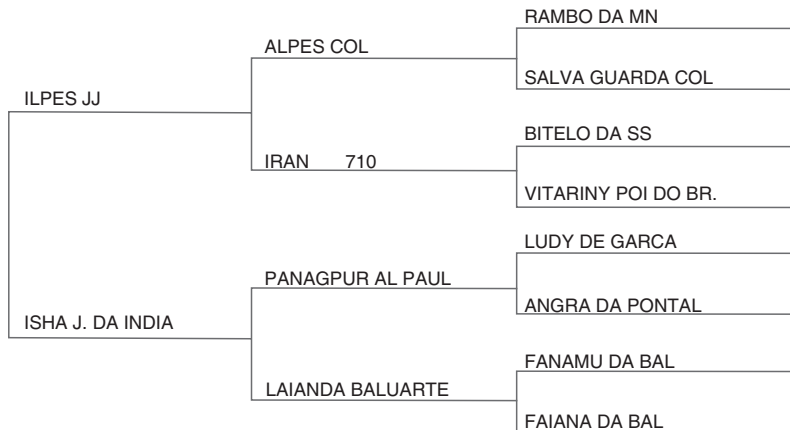 RAMBO DA MN
ALPES COL
SALVA GUARDA COL
ILPES JJ
BITELO DA SS
IRAN 710
VITARINY POI DO BR.
LUDY DE GARCA
PANAGPUR AL PAUL
ANGRA DA PONTAL
ISHA J. DA INDIA
FANAMU DA BAL
LAIANDA BALUARTE
FAIANA DA BAL